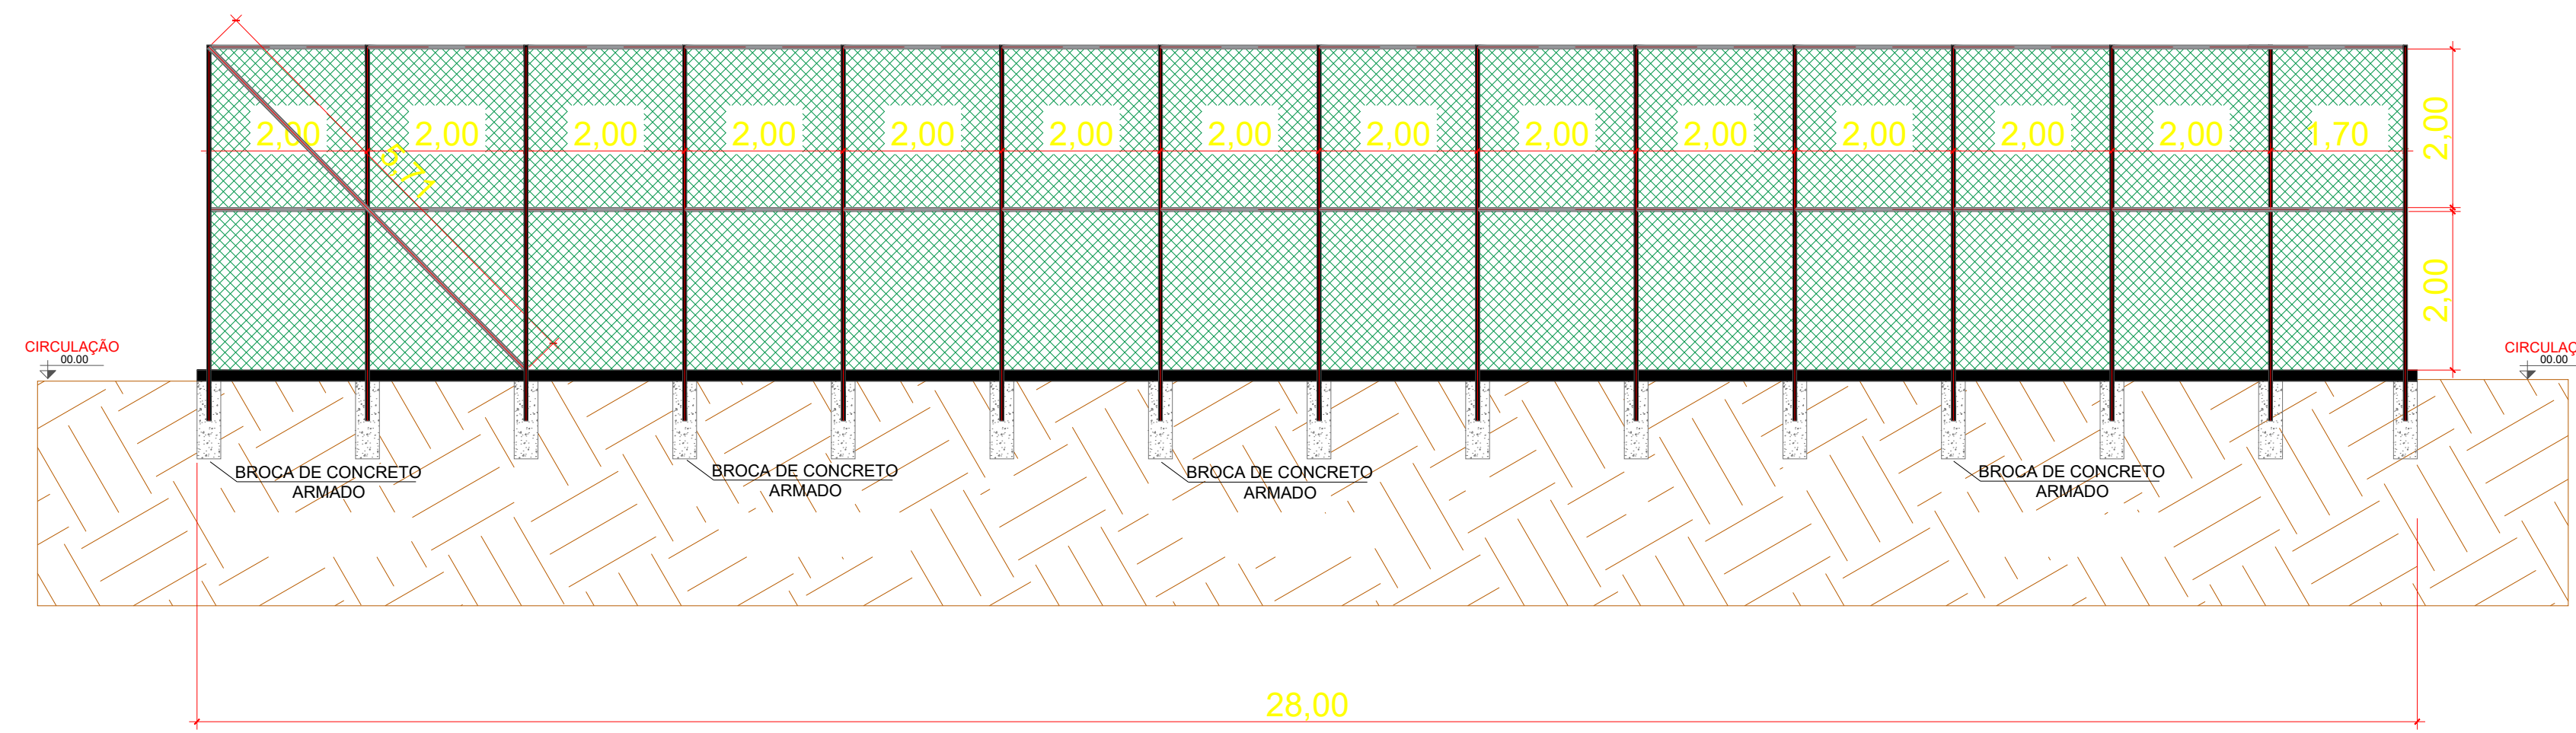 2,00 2,00 2,00 2,00 2,00 2,00 2,00 2,00 2,00 2,00 2,00 2,00 2,00 1,70
2,00
2,00
CIRCULAÇÃO
00.00
CIRCULAÇ
00.00
BROCA DE CONCRETO
ARMADO
BROCA DE CONCRETO
ARMADO
BROCA DE CONCRETO
ARMADO
BROCA DE CONCRETO
ARMADO
28,00